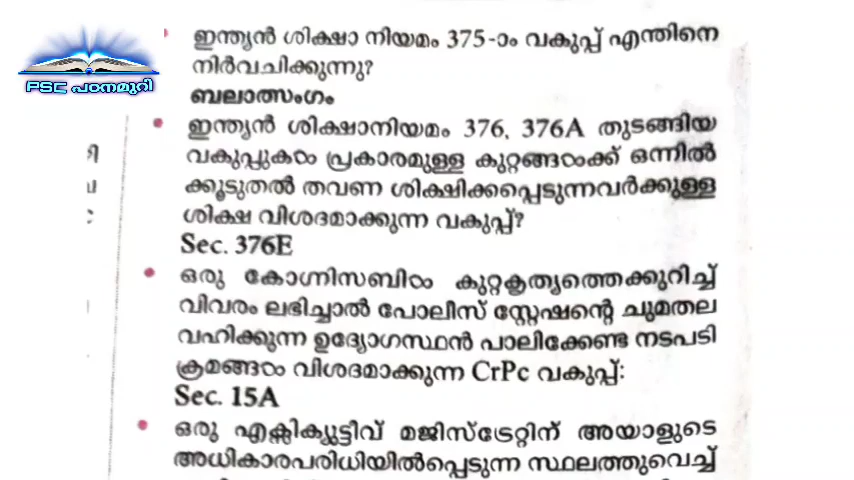 PSC പഠനമുറി
ഇന്ത്യൻ ശിക്ഷാ നിയമം 375-ാം വകുപ്പ് എന്തിനെ
നിർവചിക്കുന്നു?
ബലാത്സംഗം
ഇന്ത്യൻ ശിക്ഷാനിയമം 376, 376A തുടങ്ങിയ
വകുപ്പുകൾ പ്രകാരമുള്ള കുറ്റങ്ങൾക്ക് ഒന്നിൽ
ക്കൂടുതൽ തവണ ശിക്ഷിക്കപ്പെടുന്നവർക്കുള്ള
ശിക്ഷ വിശദമാക്കുന്ന വകുപ്പ്?
Sec. 376E
ഒരു കോഗ്നിസബിൾ കുറ്റകൃത്യത്തെക്കുറിച്ച്
വിവരം ലഭിച്ചാൽ പോലീസ് സ്റ്റേഷന്റെ ചുമതല
വഹിക്കുന്ന ഉദ്യോഗസ്ഥൻ പാലിക്കേണ്ട നടപടി
ക്രമങ്ങൾ വിശദമാക്കുന്ന CrPc വകുപ്പ്:
Sec. 15A
ഒരു എക്സിക്യൂട്ടിവ് മജിസ്ട്രേറ്റിന് അയാളുടെ
അധികാരപരിധിയിൽപ്പെടുന്ന സ്ഥലത്തുവെച്ച്